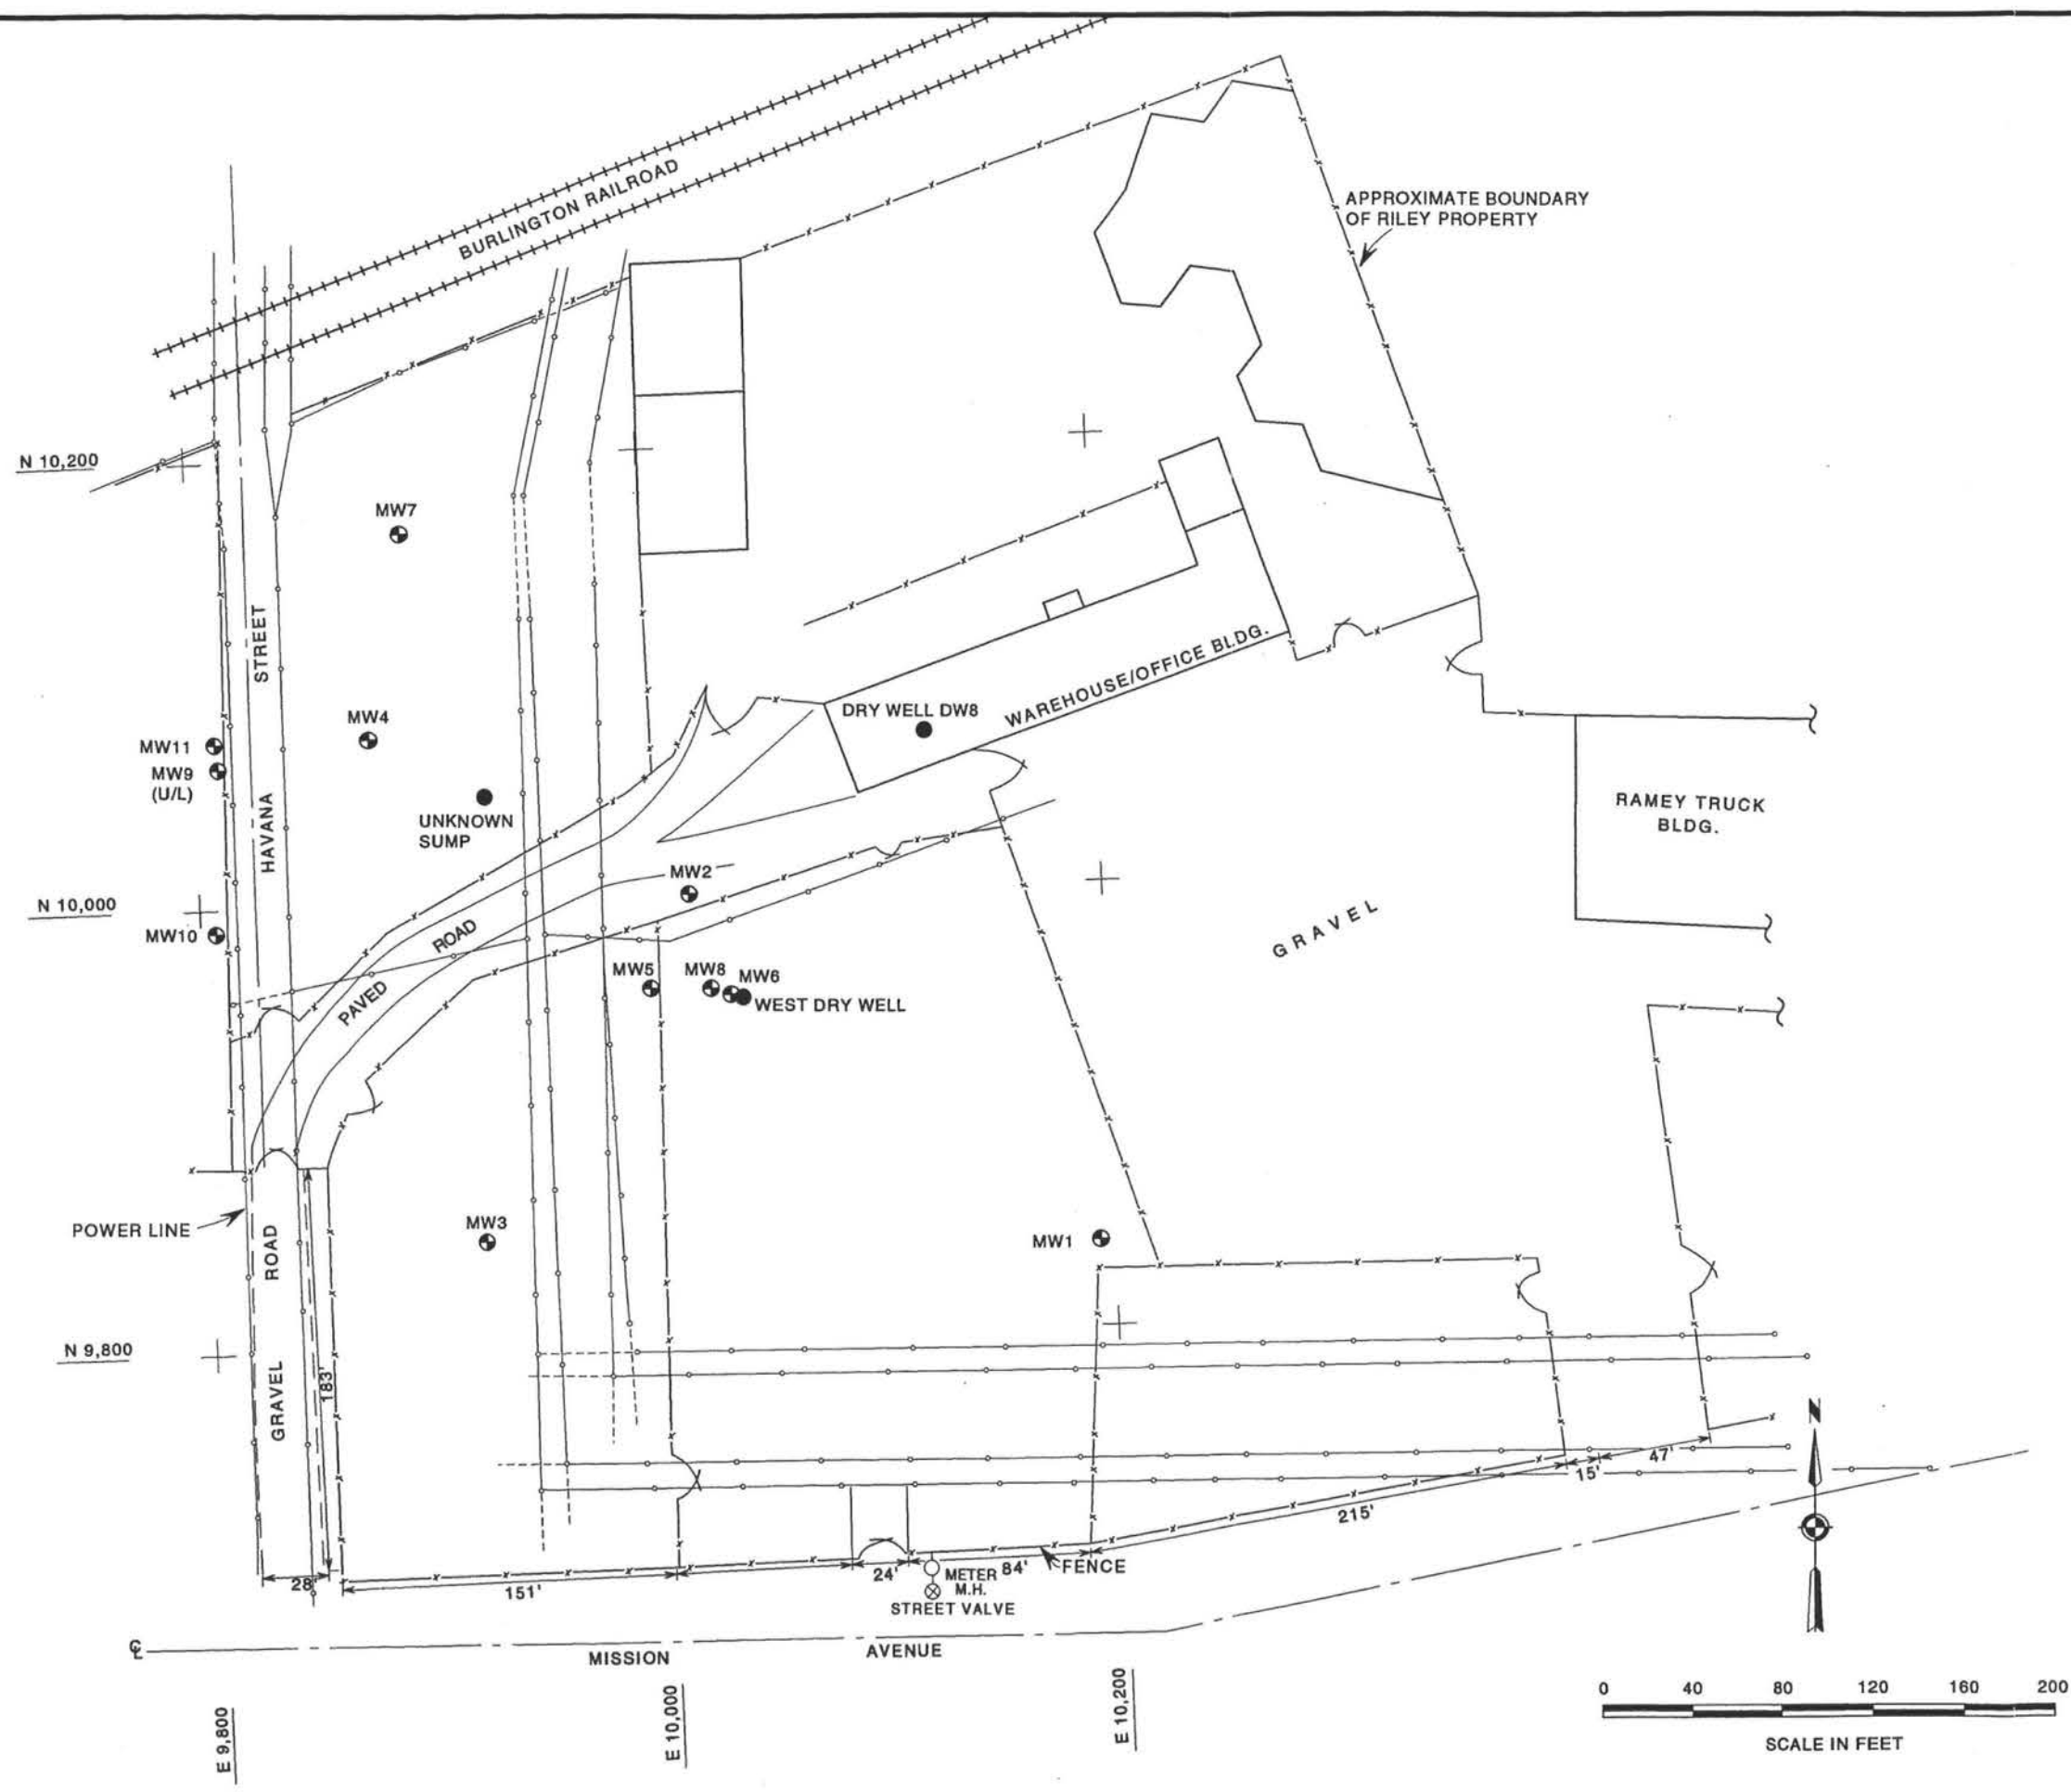 BURLINGTON RAILROAD
APPROXIMATE BOUNDARY
OF RILEY PROPERTY
N 10,200
MW7
STREET
HAVANA
MW4
MW11
MW9
(U/L)
UNKNOWN
SUMP
DRY WELL DW8
WAREHOUSE/OFFICE BLDG.
RAMEY TRUCK
BLDG.
MW2
N 10,000
MW10
PAVED
ROAD
GRAVEL
MW5
MW8
MW6
WEST DRY WELL
POWER LINE
MW3
MW1
GRAVEL
ROAD
N 9,800
183'
N
47'
15'
215'
28'
151'
24'
METER
M.H.
84'
FENCE
STREET VALVE
℄
MISSION
AVENUE
E 9,800
E 10,000
E 10,200
0 40 80 120 160 200
SCALE IN FEET